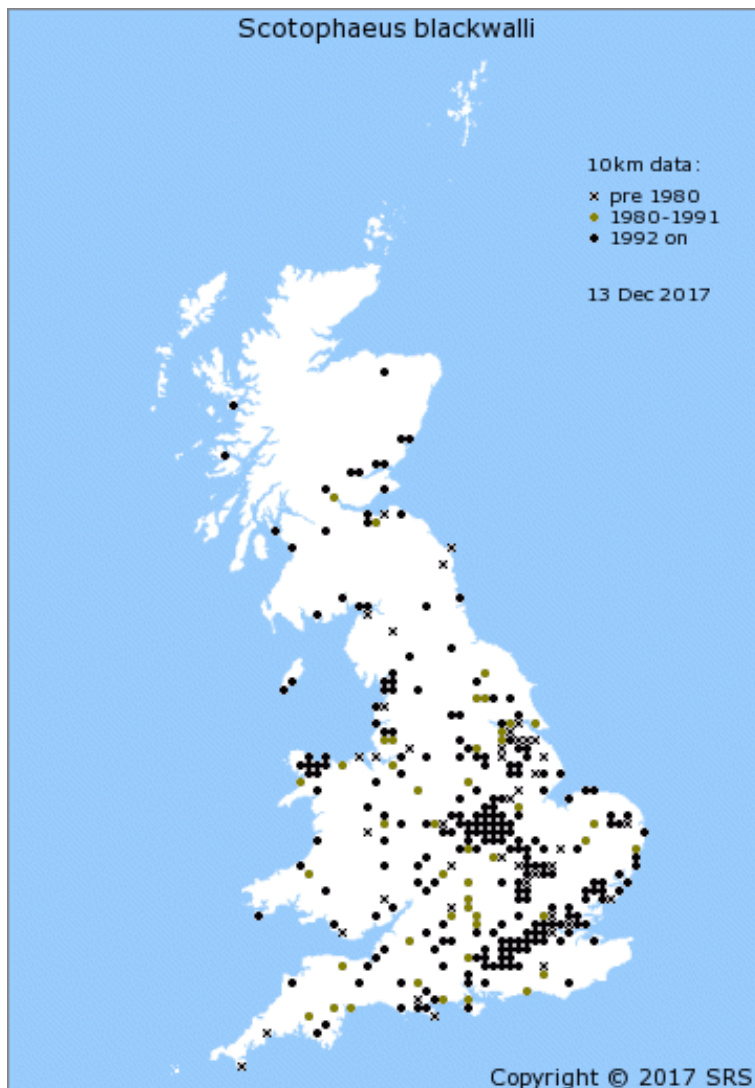 Scotophaeus blackwalli
10km data:
pre 1980
1980-1991
1992 on
13 Dec 2017
Copyright © 2017 SRS